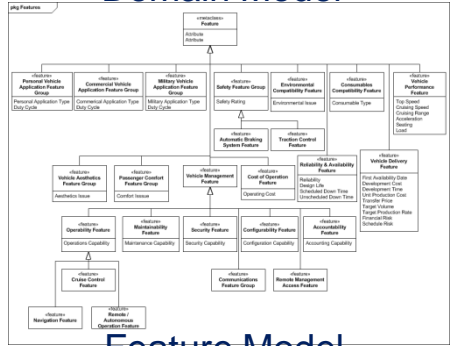 Domain Model
pkg Features
«metaclass»
Feature
Attribute
Attribute
«feature»
Personal Vehicle
Application Feature
Group
Personal Application Type
Duty Cycle
«feature»
Commercial Vehicle
Application Feature
Group
Commerical Application Type
Duty Cycle
«feature»
Military Vehicle
Application Feature
Group
Military Application Type
Duty Cycle
«feature»
Safety Feature Group
Safety Rating
«feature»
Environmental
Compatibility Feature
Environmental Issue
«feature»
Consumables
Compatibility Feature
Consumable Type
«feature»
Vehicle
Performance
Feature
Top Speed
Cruising Speed
Cruising Range
Acceleration
Seating
Load
«feature»
Automatic Braking
System Feature
«feature»
Traction Control
Feature
«feature»
Vehicle Aesthetics
Feature Group
Aesthetics Issue
«feature»
Passenger Comfort
Feature Group
Comfort Isssue
«feature»
Vehicle Management
Feature
«feature»
Cost of Operation
Feature
Operating Cost
«feature»
Reliability & Availability
Feature
Reliability
Design Life
Scheduled Down Time
Unscheduled Down Time
«feature»
Vehicle Delivery
Feature
First Availability Date
Development Cost
Development Time
Unit Production Cost
Transfer Price
Target Volume
Target Production Rate
Financial Risk
Schedule Risk
«feature»
Operability Feature
Operations Capability
«feature»
Maintainability
Feature
Maintenance Capability
«feature»
Security Feature
Security Capability
«feature»
Configurability Feature
Configuration Capability
«feature»
Accountability
Feature
Accounting Capability
«feature»
Cruise Control
Feature
«feature»
Communications
Feature Group
«feature»
Remote Management
Access Feature
«feature»
Navigation Feature
«feature»
Remote /
Autonomous
Operation Feature
Feature Model